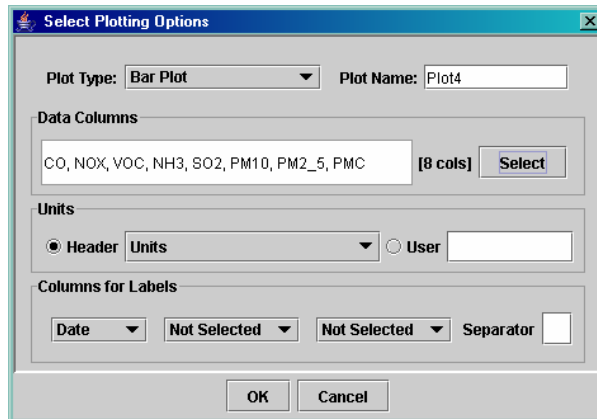 Select Plotting Options
Plot Type: Bar Plot Plot Name: Plot4
Data Columns
CO, NOX, VOC, NH3, SO2, PM10, PM2_5, PMC [8 cols] Select
Units
Header Units User
Columns for Labels
Date Not Selected Not Selected Separator
OK Cancel